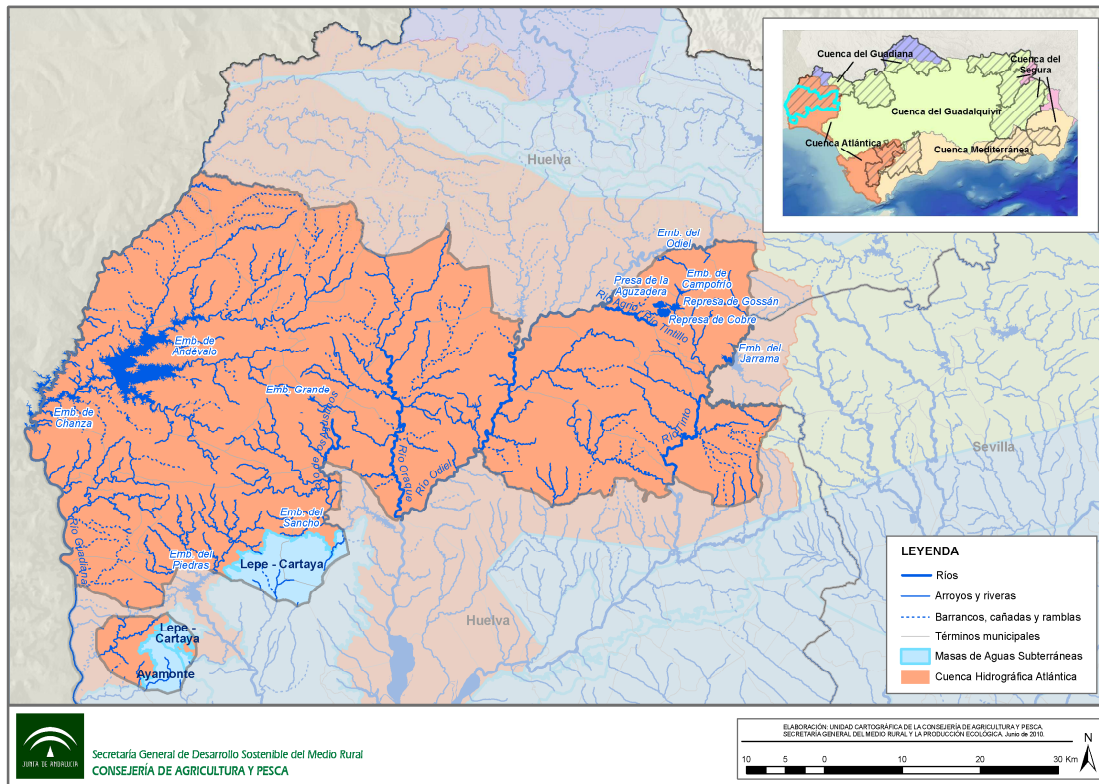 Cuenca del Guadiana
Cuenca del
Segura
Cuenca del Guadalquivir
Cuenca Atlántica
Cuenca Mediterránea
Huelva
Emb. del
Odiel
Presa de la
Aguzadera
Emb. de
Campofrío
Represa de Gossán
Represa de Cobre
Río Agrio / Río Tintillo
Emb. del
Jarrama
Emb. de
Andévalo
Emb. Grande
Emb. de
Chanza
Río Oraque
Río Odiel
Río Tinto
Sevilla
Emb. del
Sancho
Río Guadiana
Emb. del
Piedras
Lepe - Cartaya
Huelva
Lepe -
Cartaya
Ayamonte
LEYENDA
Ríos
Arroyos y riveras
Barrancos, cañadas y ramblas
Términos municipales
Masas de Aguas Subterráneas
Cuenca Hidrográfica Atlántica
JUNTA DE ANDALUCIA
Secretaría General de Desarrollo Sostenible del Medio Rural
CONSEJERÍA DE AGRICULTURA Y PESCA
ELABORACIÓN: UNIDAD CARTOGRÁFICA DE LA CONSEJERÍA DE AGRICULTURA Y PESCA.
SECRETARÍA GENERAL DEL MEDIO RURAL Y LA PRODUCCIÓN ECOLÓGICA. Junio de 2010.
10 5 0 10 20 30 Km
N